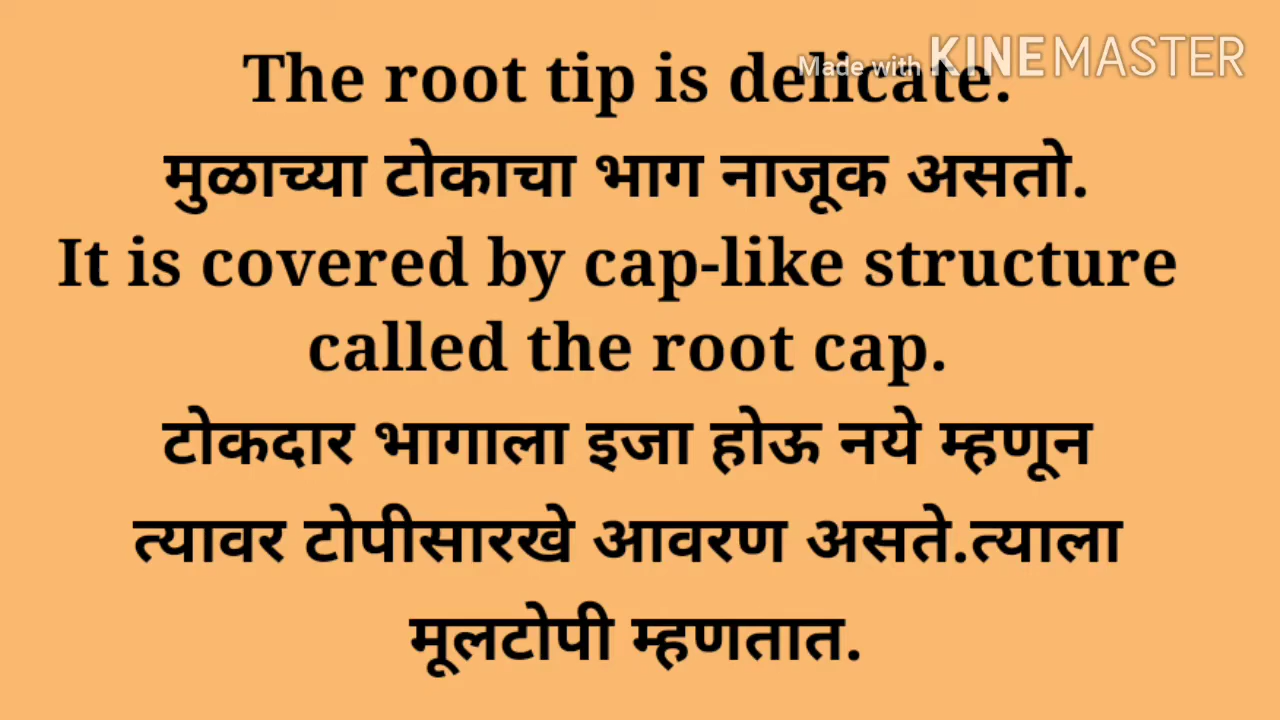 The root tip is delicate.
Made with KINEMASTER
मुळाच्या टोकाचा भाग नाजूक असतो.
It is covered by cap-like structure
called the root cap.
टोकदार भागाला इजा होऊ नये म्हणून
त्यावर टोपीसारखे आवरण असते.त्याला
मूलटोपी म्हणतात.